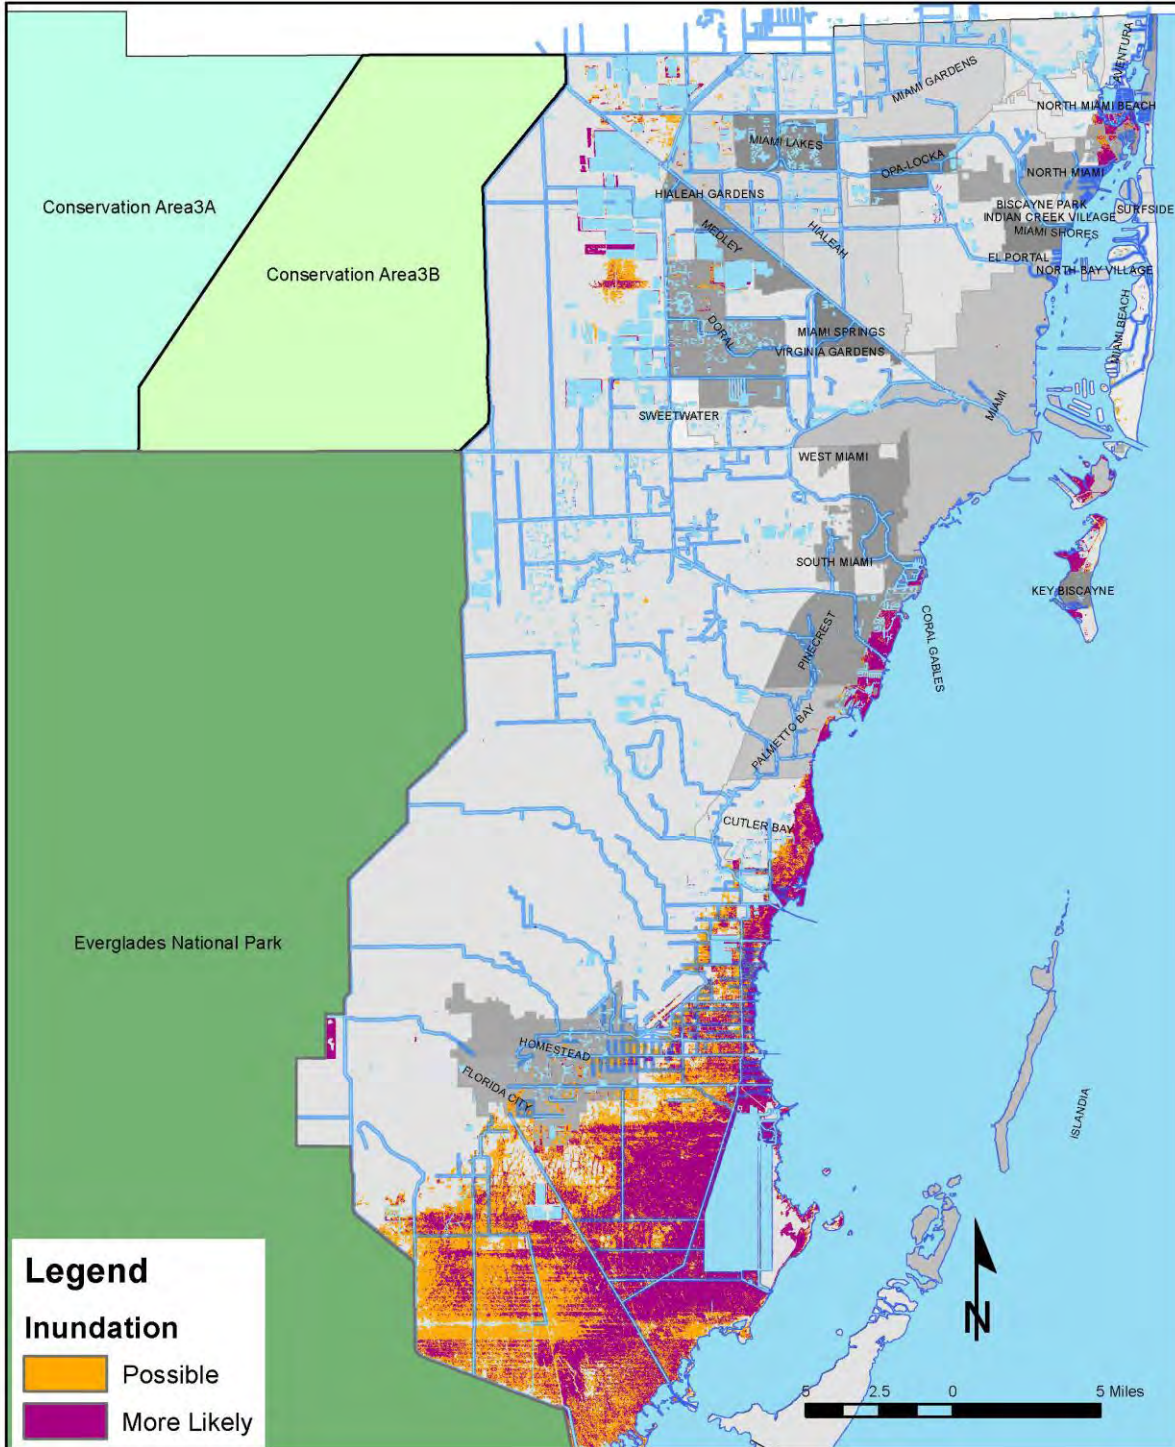 AVENTURA
MIAMI GARDENS
NORTH MIAMI BEACH
MIAMI LAKES
OPA-LOCKA
NORTH MIAMI
Conservation Area3A
HIALEAH GARDENS
BISCAYNE PARK
SURFSIDE
INDIAN CREEK VILLAGE
MIAMI SHORES
MEDLEY
HIALEAH
EL PORTAL
NORTH BAY VILLAGE
Conservation Area3B
DORAL
MIAMI SPRINGS
MIAMI BEACH
VIRGINIA GARDENS
SWEETWATER
MIAMI
WEST MIAMI
SOUTH MIAMI
KEY BISCAYNE
PINECREST
CORAL GABLES
PALMETTO BAY
CUTLER BAY
Everglades National Park
HOMESTEAD
FLORIDA CITY
ISLANDIA
Legend
Inundation
Possible
More Likely
N
5 2.5 0 5 Miles